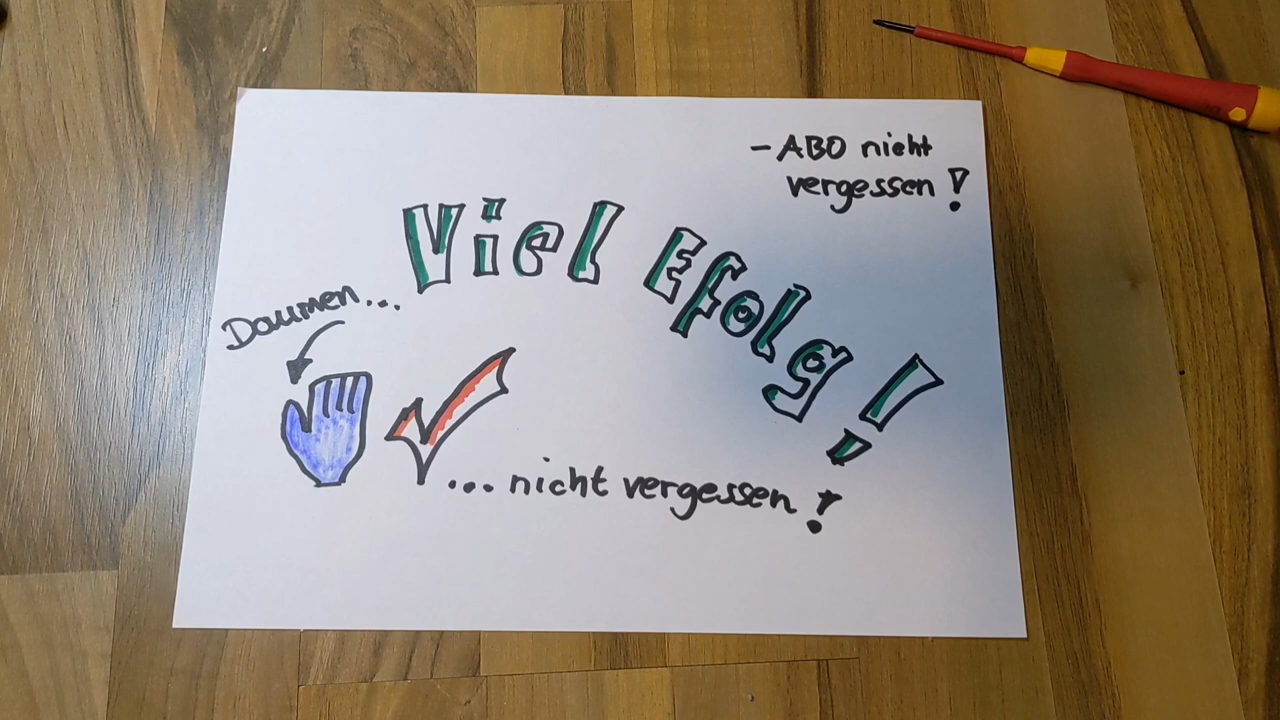 - ABO nicht
vergessen !
Viel Efolg !
Daumen...
... nicht vergessen !